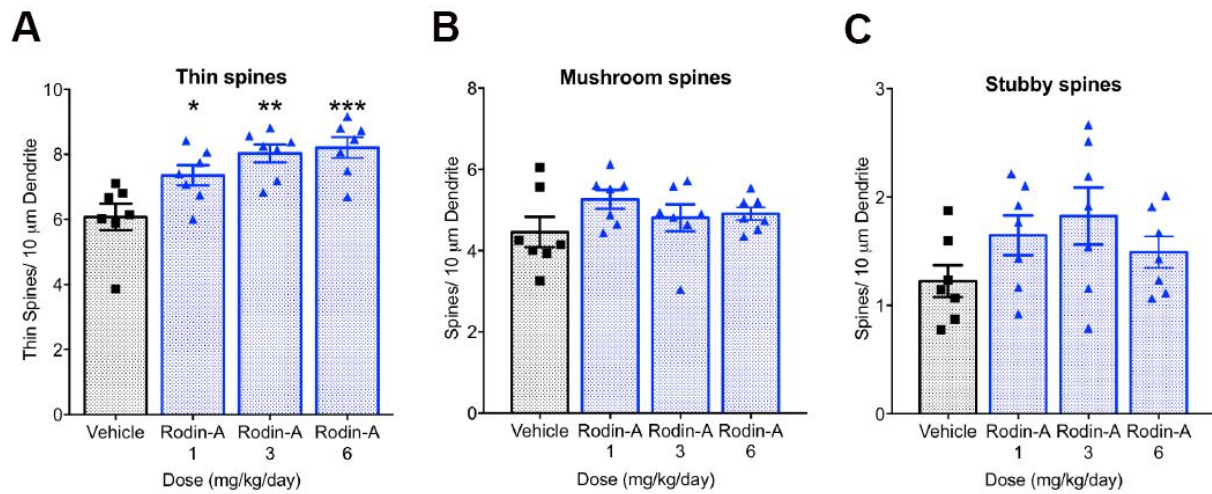 A
Thin spines
Thin Spines/ 10 μm Dendrite
10
8
6
4
2
0
* ** ***
Vehicle Rodin-A Rodin-A Rodin-A
1 3 6
Dose (mg/kg/day)
B
Mushroom spines
Spines/ 10 μm Dendrite
8
6
4
2
0
Vehicle Rodin-A Rodin-A Rodin-A
1 3 6
Dose (mg/kg/day)
C
Stubby spines
Spines/ 10 μm Dendrite
3
2
1
0
Vehicle Rodin-A Rodin-A Rodin-A
1 3 6
Dose (mg/kg/day)